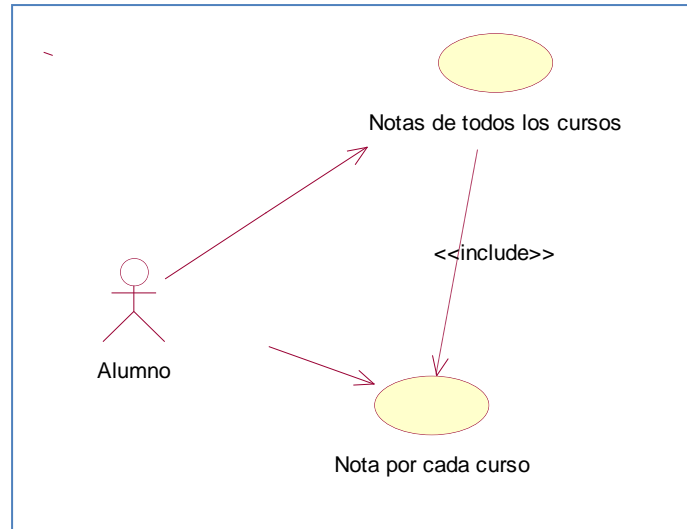 Notas de todos los cursos
<<include>>
Alumno
Nota por cada curso